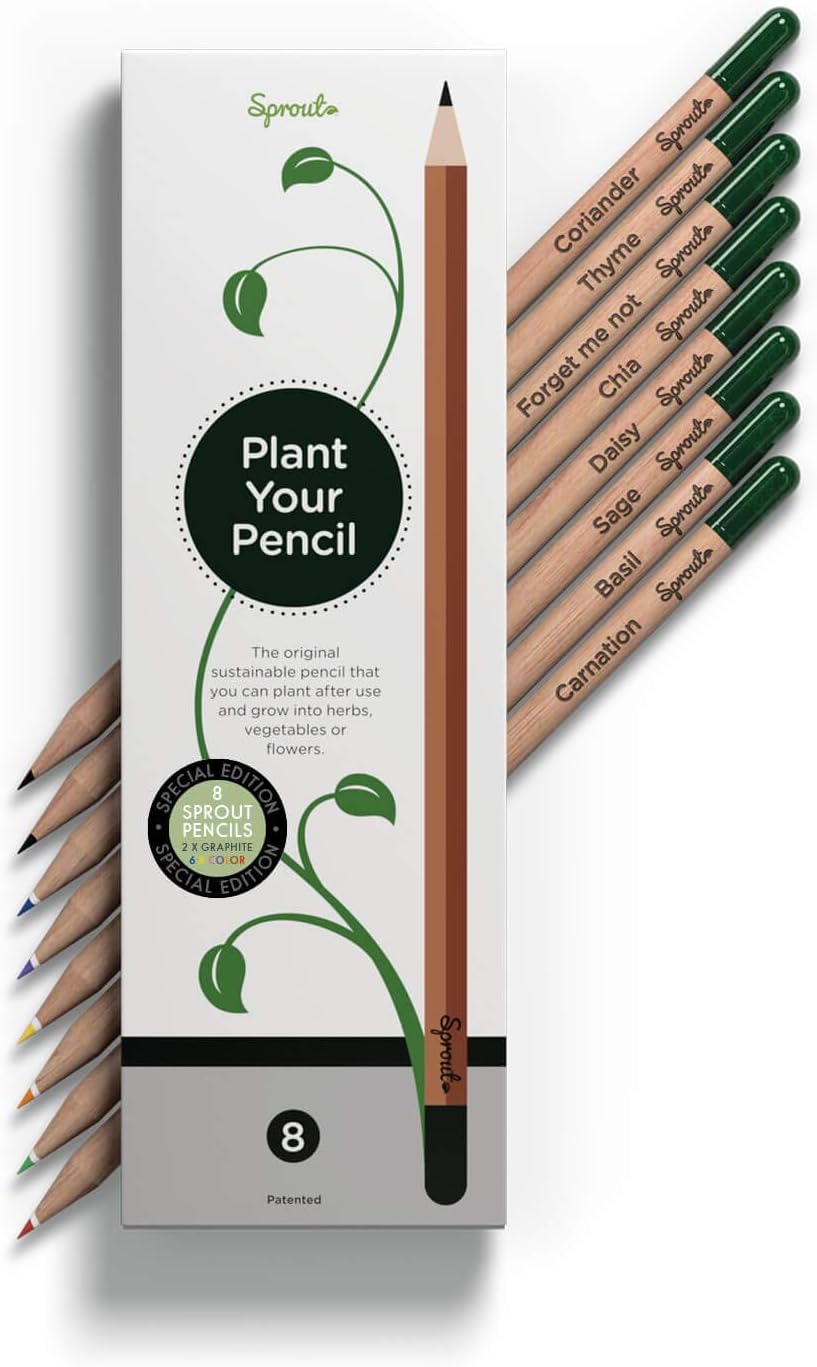 Sprout
Plant
Your
Pencil
The original
sustainable pencil that
you can plant after use
and grow into herbs,
vegetables or
flowers.
SPECIAL EDITION
8
SPROUT
PENCILS
2 X GRAPHITE
6 X COLOR
SPECIAL EDITION
Sprout
8
Patented
Coriander Sprout
Thyme Sprout
Forget me not Sprout
Chia Sprout
Daisy Sprout
Sage Sprout
Basil Sprout
Carnation Sprout